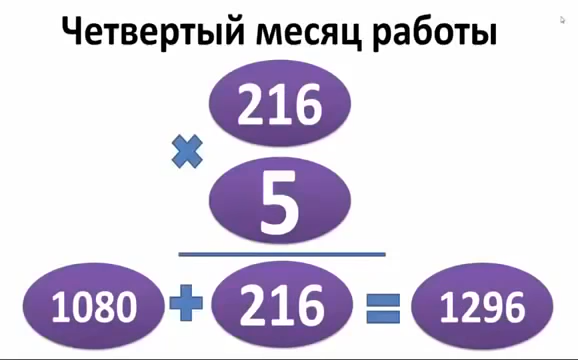 Четвертый месяц работы
216
×
5
1080 + 216 = 1296